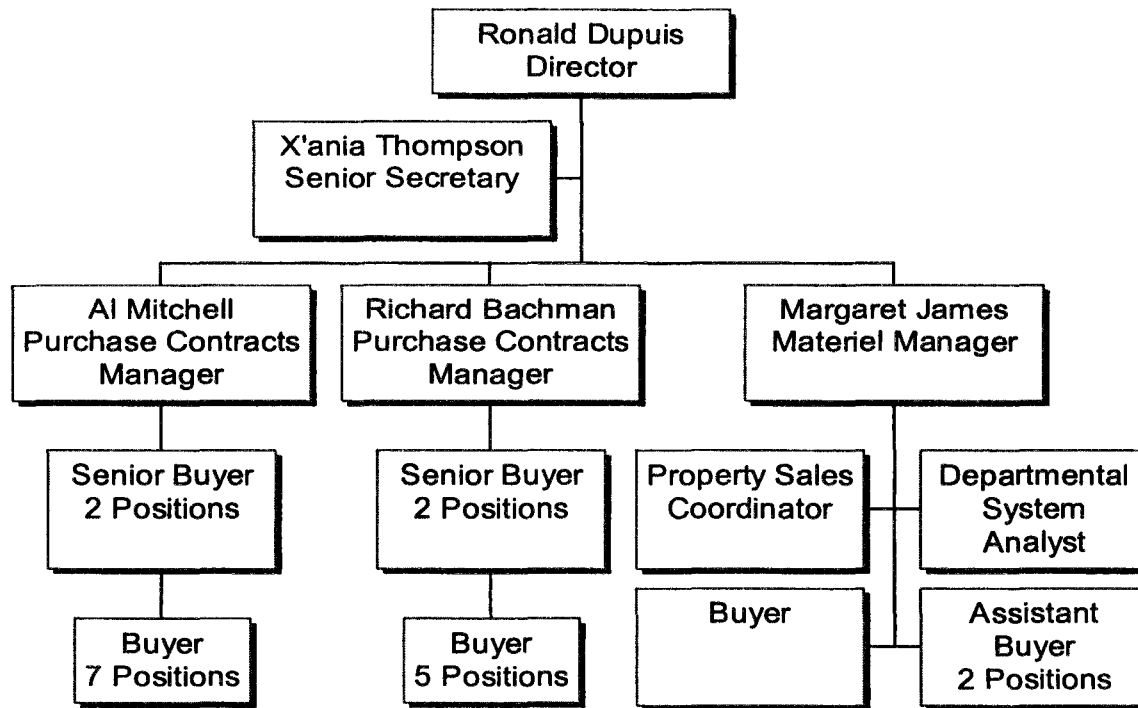 Ronald Dupuis
Director
X'ania Thompson
Senior Secretary
Al Mitchell
Purchase Contracts
Manager
Richard Bachman
Purchase Contracts
Manager
Margaret James
Materiel Manager
Senior Buyer
2 Positions
Senior Buyer
2 Positions
Property Sales
Coordinator
Departmental
System
Analyst
Buyer
7 Positions
Buyer
5 Positions
Buyer
Assistant
Buyer
2 Positions